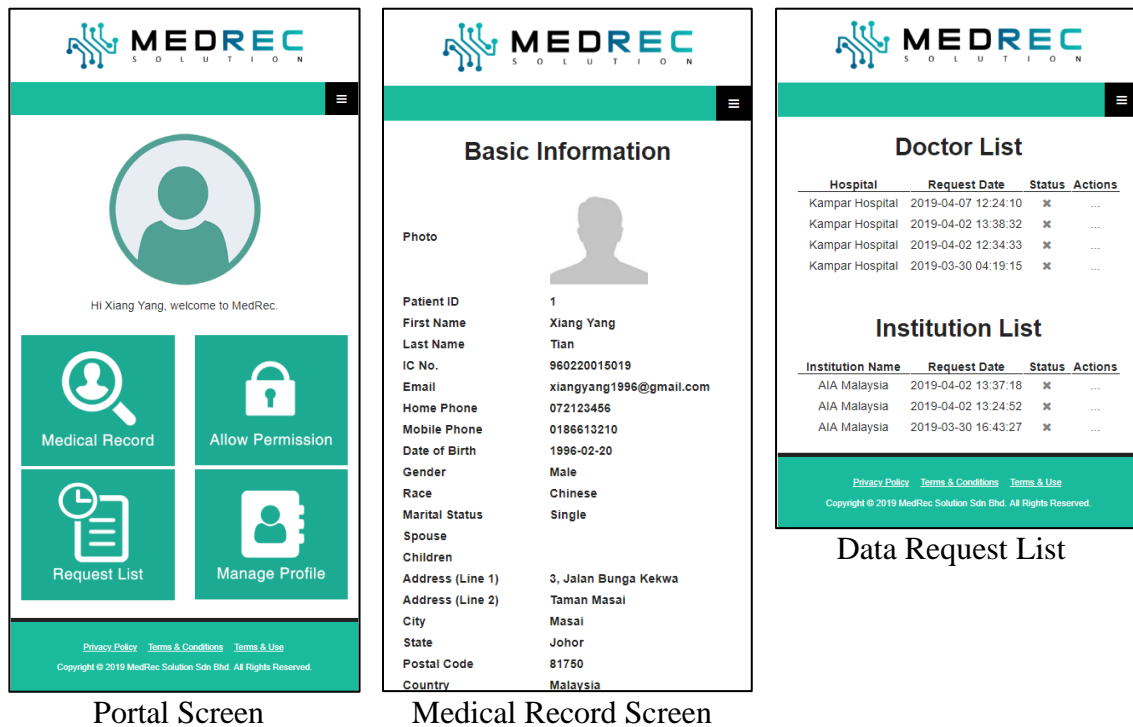 MEDREC
SOLUTION
≡
Hi Xiang Yang, welcome to MedRec.
Medical Record
Allow Permission
Request List
Manage Profile
Privacy Policy Terms & Conditions Terms & Use
Copyright © 2019 MedRec Solution Sdn Bhd. All Rights Reserved.
Portal Screen
MEDREC
SOLUTION
≡
Basic Information
Photo
Patient ID 1
First Name Xiang Yang
Last Name Tian
IC No. 960220015019
Email xiangyang1996@gmail.com
Home Phone 072123456
Mobile Phone 0186613210
Date of Birth 1996-02-20
Gender Male
Race Chinese
Marital Status Single
Spouse
Children
Address (Line 1) 3, Jalan Bunga Kekwa
Address (Line 2) Taman Masai
City Masai
State Johor
Postal Code 81750
Country Malaysia
Medical Record Screen
MEDREC
SOLUTION
≡
Doctor List
Hospital Request Date Status Actions
Kampar Hospital 2019-04-07 12:24:10 ✖ ...
Kampar Hospital 2019-04-02 13:38:32 ✖ ...
Kampar Hospital 2019-04-02 12:34:33 ✖ ...
Kampar Hospital 2019-03-30 04:19:15 ✖ ...
Institution List
Institution Name Request Date Status Actions
AIA Malaysia 2019-04-02 13:37:18 ✖ ...
AIA Malaysia 2019-04-02 13:24:52 ✖ ...
AIA Malaysia 2019-03-30 16:43:27 ✖ ...
Privacy Policy Terms & Conditions Terms & Use
Copyright © 2019 MedRec Solution Sdn Bhd. All Rights Reserved.
Data Request List